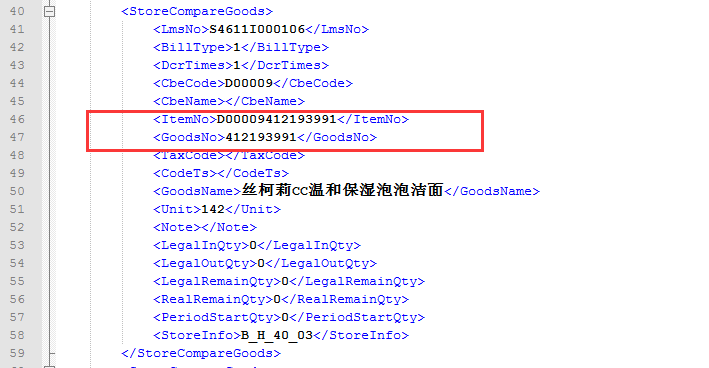 40 <StoreCompareGoods>
41 <LmsNo>S4611I000106</LmsNo>
42 <BillType>1</BillType>
43 <DcrTimes>1</DcrTimes>
44 <CbeCode>D00009</CbeCode>
45 <CbeName></CbeName>
46 <ItemNo>D00009412193991</ItemNo>
47 <GoodsNo>412193991</GoodsNo>
48 <TaxCode></TaxCode>
49 <CodeTs></CodeTs>
50 <GoodsName>丝柯莉CC温和保湿泡泡洁面</GoodsName>
51 <Unit>142</Unit>
52 <Note></Note>
53 <LegalInQty>0</LegalInQty>
54 <LegalOutQty>0</LegalOutQty>
55 <LegalRemainQty>0</LegalRemainQty>
56 <RealRemainQty>0</RealRemainQty>
57 <PeriodStartQty>0</PeriodStartQty>
58 <StoreInfo>B_H_40_03</StoreInfo>
59 </StoreCompareGoods>